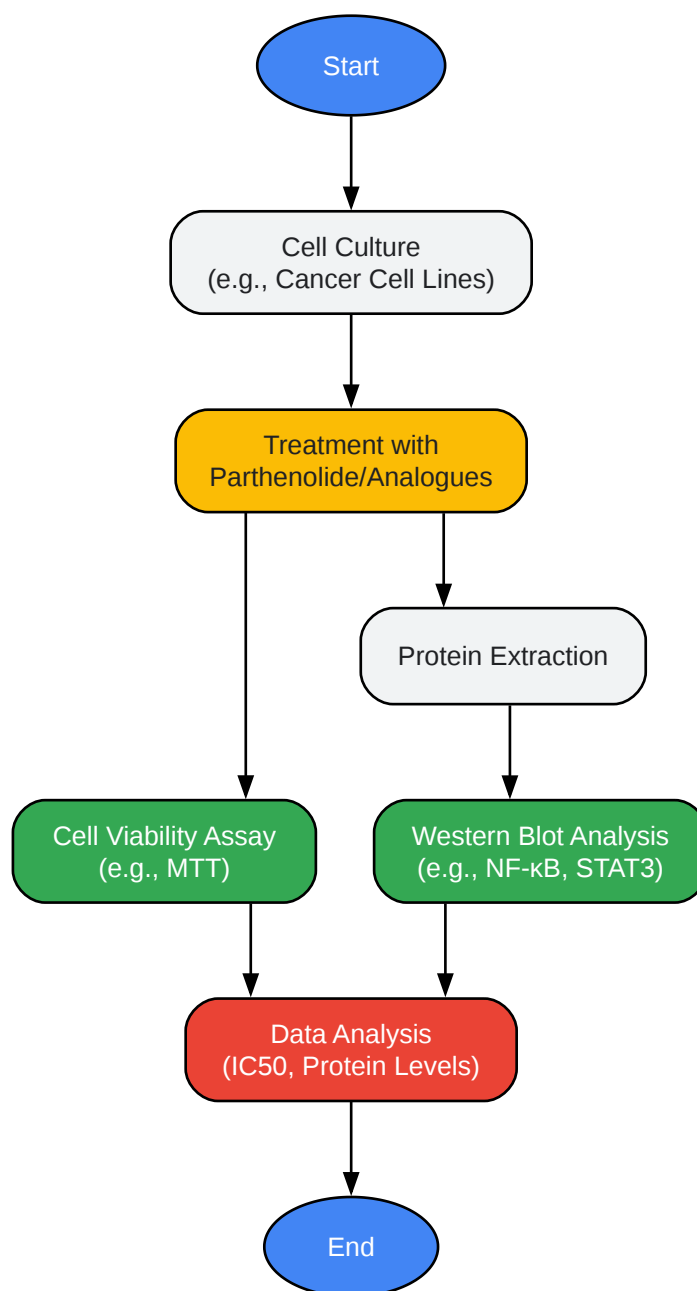 Start
Cell Culture
(e.g., Cancer Cell Lines)
Treatment with
Parthenolide/Analogues
Protein Extraction
Cell Viability Assay
(e.g., MTT)
Western Blot Analysis
(e.g., NF-κB, STAT3)
Data Analysis
(IC50, Protein Levels)
End